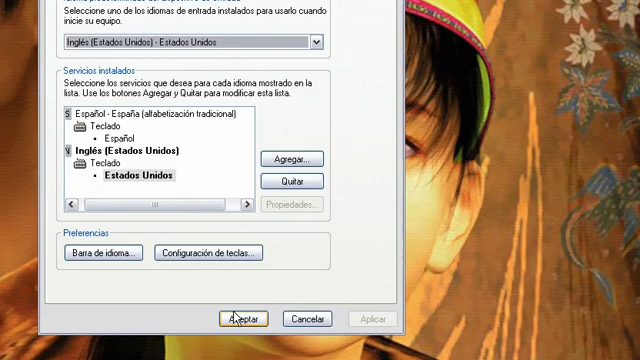 Seleccione uno de los idiomas de entrada instalados para usarlo cuando
inicie su equipo.
Inglés (Estados Unidos) - Estados Unidos
Servicios instalados
Seleccione los servicios que desea para cada idioma mostrado en la
lista. Use los botones Agregar y Quitar para modificar esta lista.
Español - España (alfabetización tradicional)
Teclado
• Español
Inglés (Estados Unidos)
Teclado
• Estados Unidos
Agregar...
Quitar
Propiedades...
Preferencias
Barra de idioma...
Configuración de teclas...
Aceptar
Cancelar
Aplicar